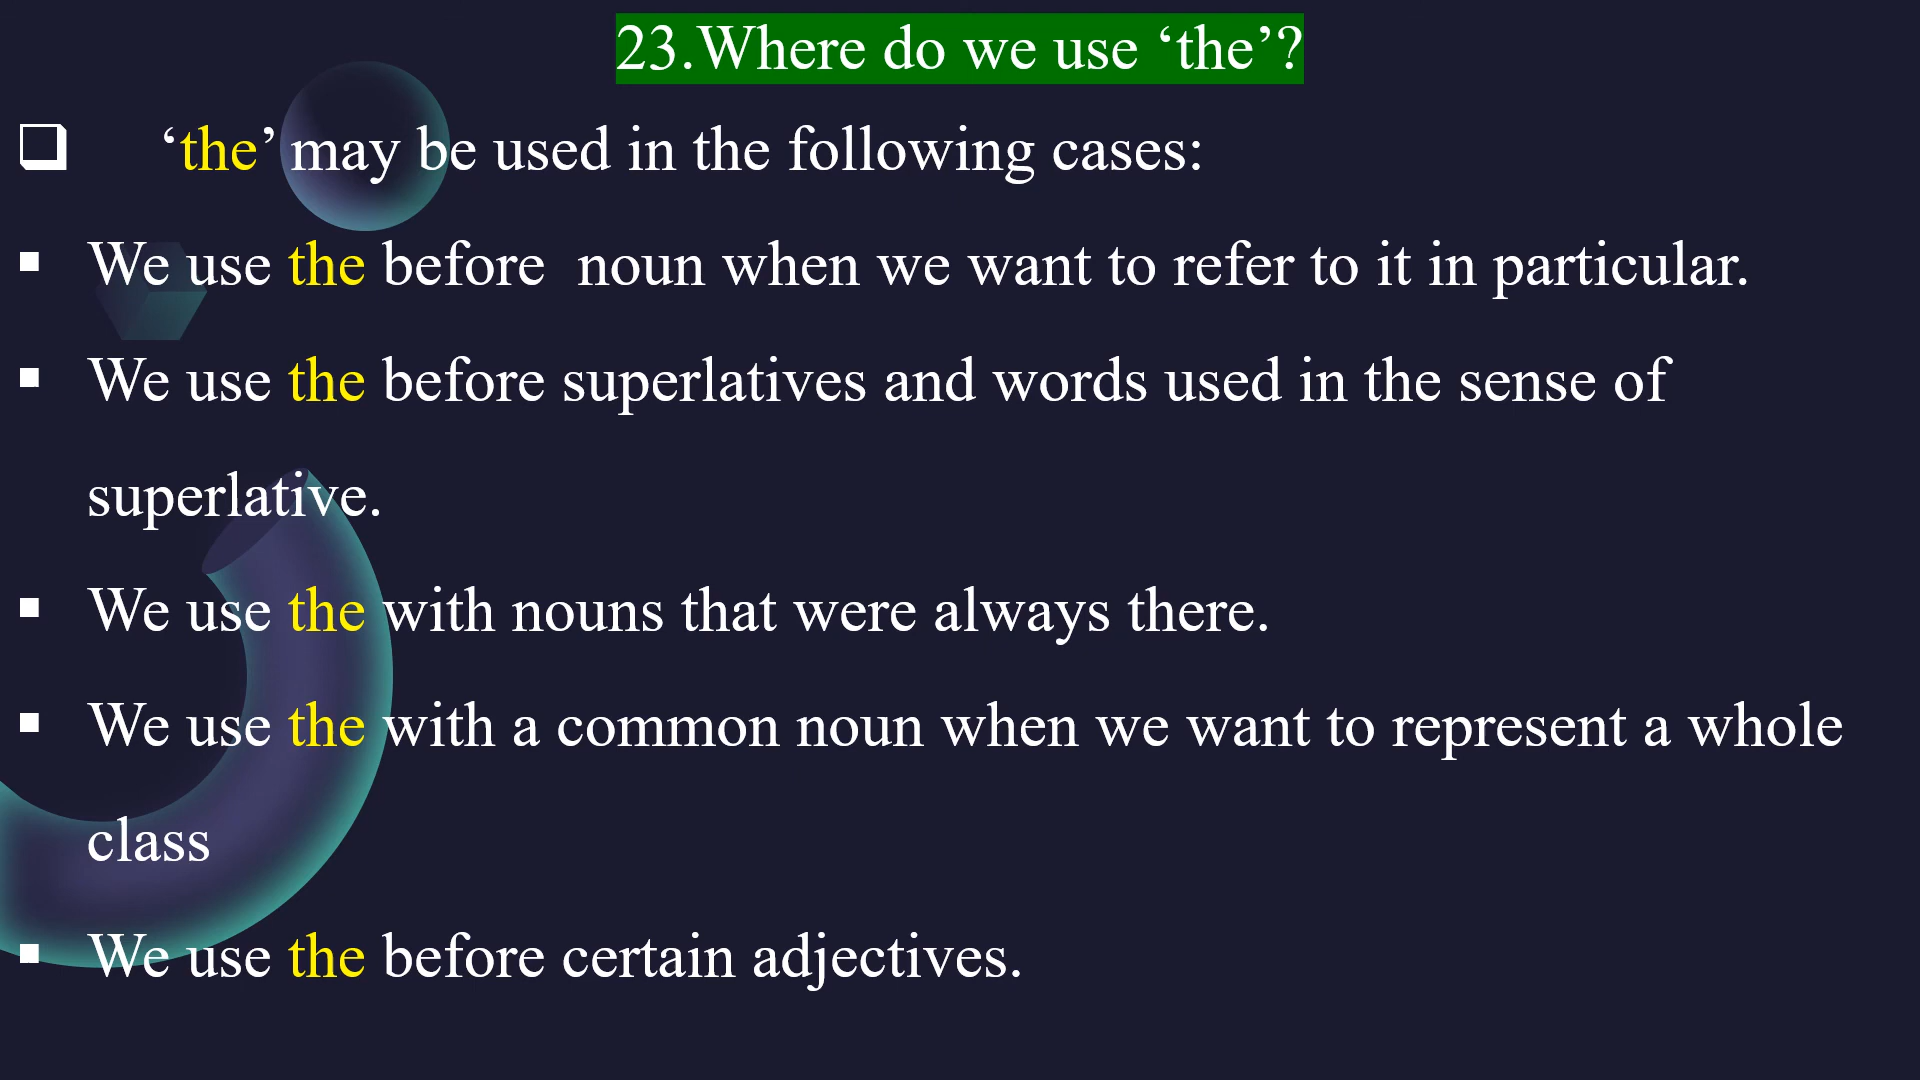 23.Where do we use ‘the’?
‘the’ may be used in the following cases:
We use the before  noun when we want to refer to it in particular.
We use the before superlatives and words used in the sense of
superlative.
We use the with nouns that were always there.
We use the with a common noun when we want to represent a whole
class
We use the before certain adjectives.